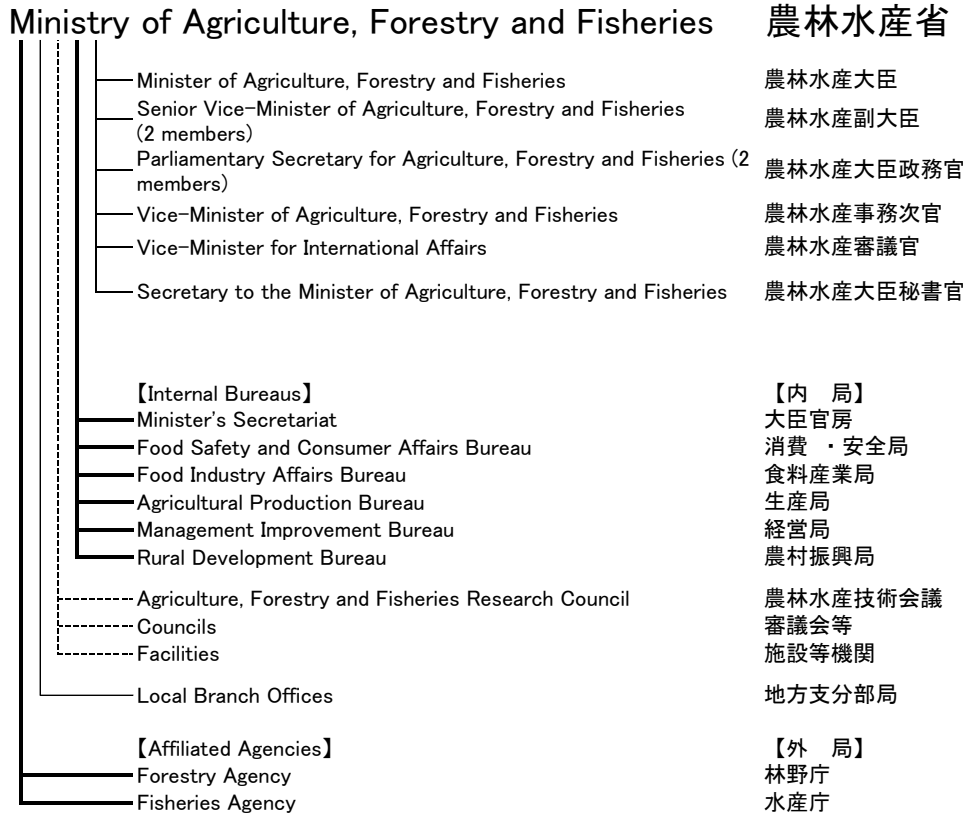 Ministry of Agriculture, Forestry and Fisheries 農林水産省
Minister of Agriculture, Forestry and Fisheries 農林水産大臣
Senior Vice-Minister of Agriculture, Forestry and Fisheries
(2 members) 農林水産副大臣
Parliamentary Secretary for Agriculture, Forestry and Fisheries (2
members) 農林水産大臣政務官
Vice-Minister of Agriculture, Forestry and Fisheries 農林水産事務次官
Vice-Minister for International Affairs 農林水産審議官
Secretary to the Minister of Agriculture, Forestry and Fisheries 農林水産大臣秘書官
【Internal Bureaus】 【内　局】
Minister's Secretariat 大臣官房
Food Safety and Consumer Affairs Bureau 消費 ・安全局
Food Industry Affairs Bureau 食料産業局
Agricultural Production Bureau 生産局
Management Improvement Bureau 経営局
Rural Development Bureau 農村振興局
Agriculture, Forestry and Fisheries Research Council 農林水産技術会議
Councils 審議会等
Facilities 施設等機関
Local Branch Offices 地方支分部局
【Affiliated Agencies】 【外　局】
Forestry Agency 林野庁
Fisheries Agency 水産庁